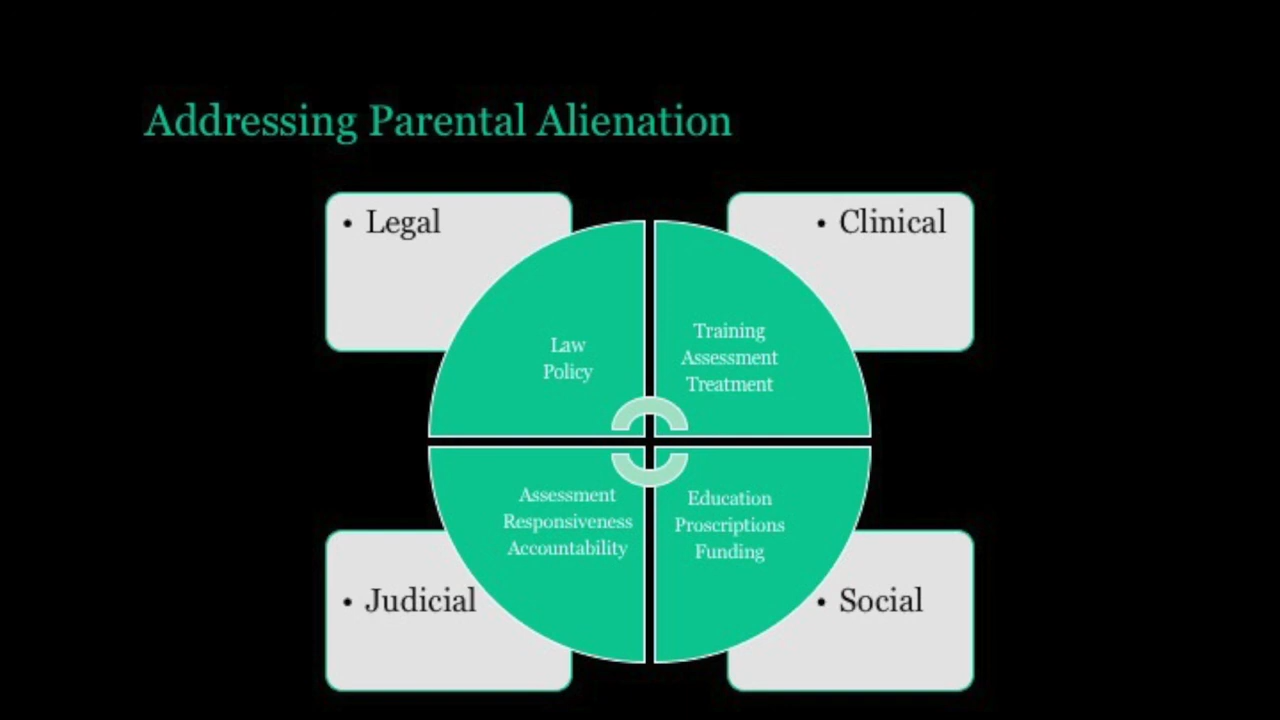 Addressing Parental Alienation
• Legal
• Clinical
Law
Policy
Training
Assessment
Treatment
Assessment
Responsiveness
Accountability
Education
Proscriptions
Funding
• Judicial
• Social